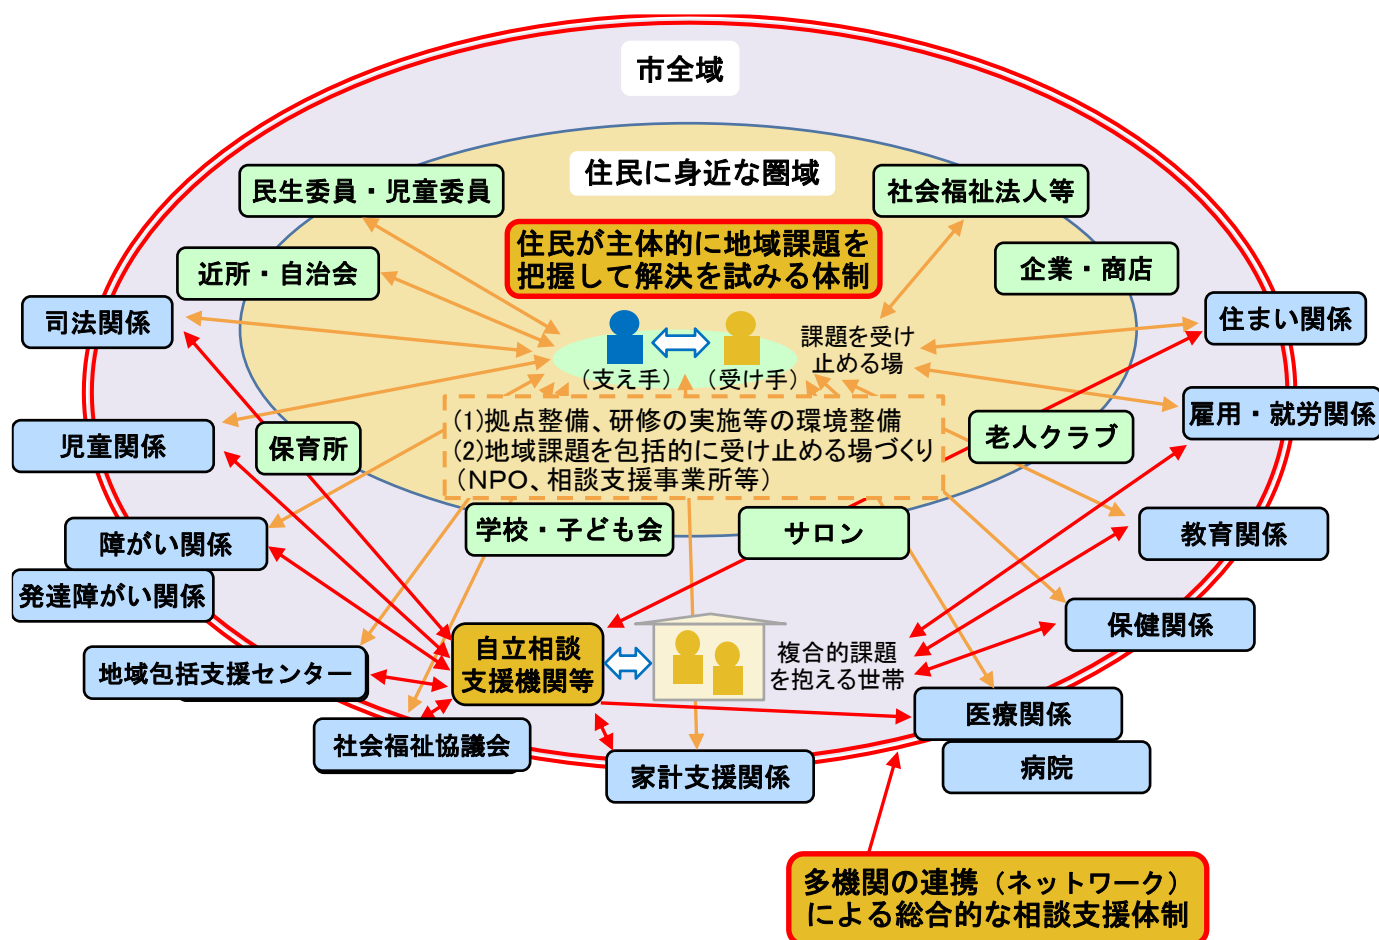 市全域
住民に身近な圏域
民生委員・児童委員
社会福祉法人等
住民が主体的に地域課題を
把握して解決を試みる体制
近所・自治会
企業・商店
司法関係
住まい関係
課題を受け
止める場
（支え手）
（受け手）
(1)拠点整備、研修の実施等の環境整備
(2)地域課題を包括的に受け止める場づくり
（NPO、相談支援事業所等）
児童関係
保育所
老人クラブ
雇用・就労関係
学校・子ども会
サロン
障がい関係
教育関係
発達障がい関係
保健関係
地域包括支援センター
自立相談
支援機関等
複合的課題
を抱える世帯
社会福祉協議会
医療関係
家計支援関係
病院
多機関の連携（ネットワーク）
による総合的な相談支援体制